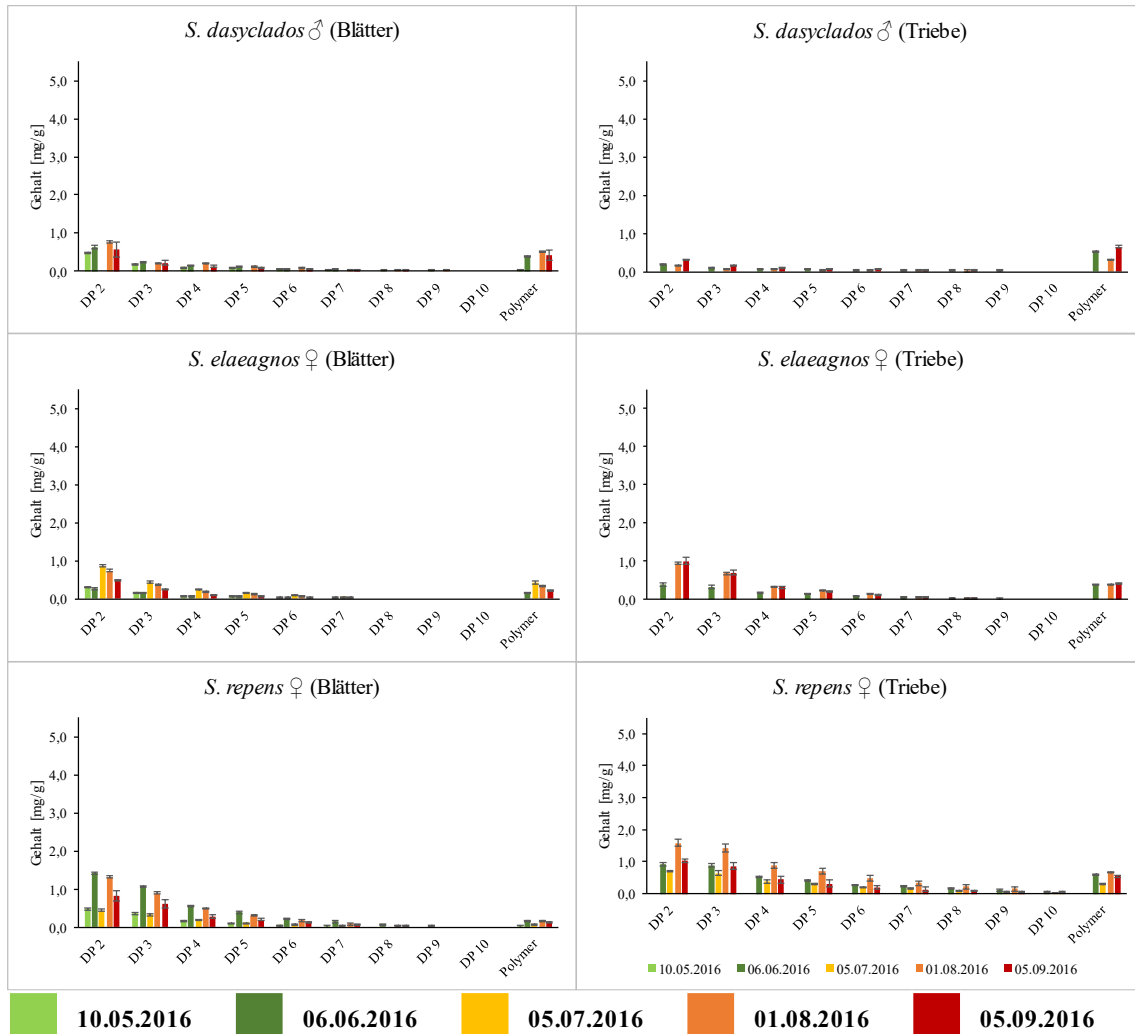 S. dasyclados ♂ (Blätter)
Gehalt [mg/g]
5,0
4,0
3,0
2,0
1,0
0,0
DP 2 DP 3 DP 4 DP 5 DP 6 DP 7 DP 8 DP 9 DP 10 Polymer
S. dasyclados ♂ (Triebe)
Gehalt [mg/g]
5,0
4,0
3,0
2,0
1,0
0,0
DP 2 DP 3 DP 4 DP 5 DP 6 DP 7 DP 8 DP 9 DP 10 Polymer
S. elaeagnos ♀ (Blätter)
Gehalt [mg/g]
5,0
4,0
3,0
2,0
1,0
0,0
DP 2 DP 3 DP 4 DP 5 DP 6 DP 7 DP 8 DP 9 DP 10 Polymer
S. elaeagnos ♀ (Triebe)
Gehalt [mg/g]
5,0
4,0
3,0
2,0
1,0
0,0
DP 2 DP 3 DP 4 DP 5 DP 6 DP 7 DP 8 DP 9 DP 10 Polymer
S. repens ♀ (Blätter)
Gehalt [mg/g]
5,0
4,0
3,0
2,0
1,0
0,0
DP 2 DP 3 DP 4 DP 5 DP 6 DP 7 DP 8 DP 9 DP 10 Polymer
S. repens ♀ (Triebe)
Gehalt [mg/g]
5,0
4,0
3,0
2,0
1,0
0,0
DP 2 DP 3 DP 4 DP 5 DP 6 DP 7 DP 8 DP 9 DP 10 Polymer
10.05.2016 06.06.2016 05.07.2016 01.08.2016 05.09.2016
10.05.2016 06.06.2016 05.07.2016 01.08.2016 05.09.2016